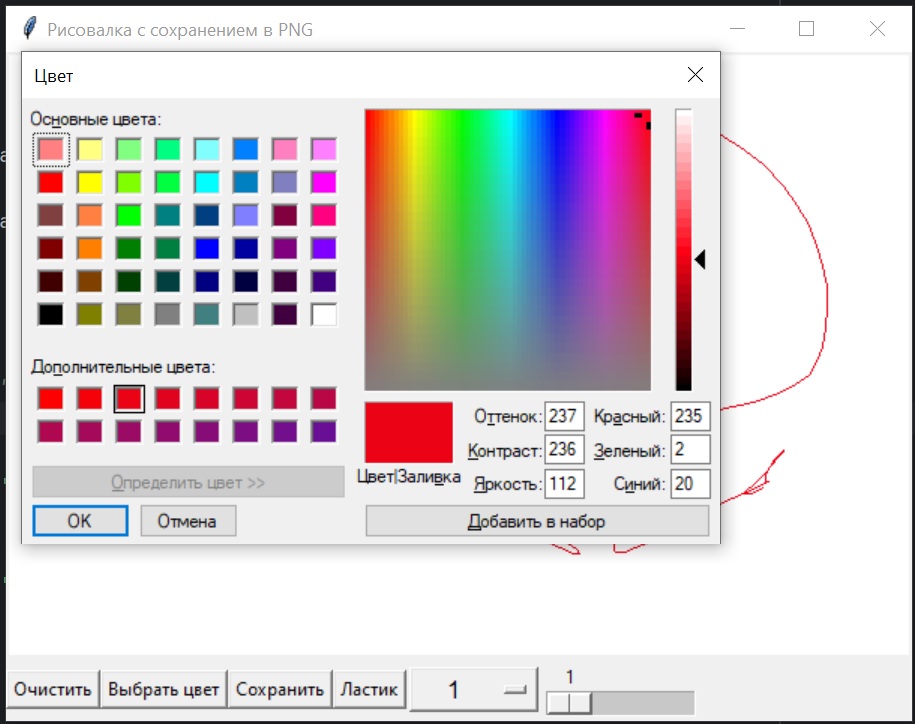 Рисовалка с сохранением в PNG
Цвет
Основные цвета:
Дополнительные цвета:
Определить цвет >>
OK
Отмена
Цвет|Заливка
Оттенок: 237
Контраст: 236
Яркость: 112
Красный: 235
Зеленый: 2
Синий: 20
Добавить в набор
Очистить
Выбрать цвет
Сохранить
Ластик
1
1